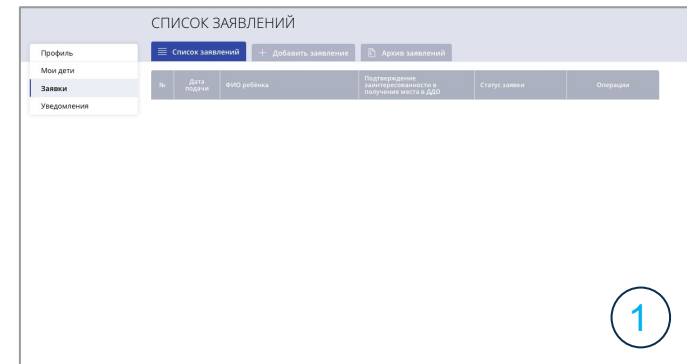 СПИСОК ЗАЯВЛЕНИЙ
Профиль
Мои дети
Заявки
Уведомления
Список заявлений
Добавить заявление
Архив заявлений
№
Дата
подачи
ФИО ребёнка
Подтверждение
заинтересованности в
получение места в ДДО
Статус заявки
Операции
1